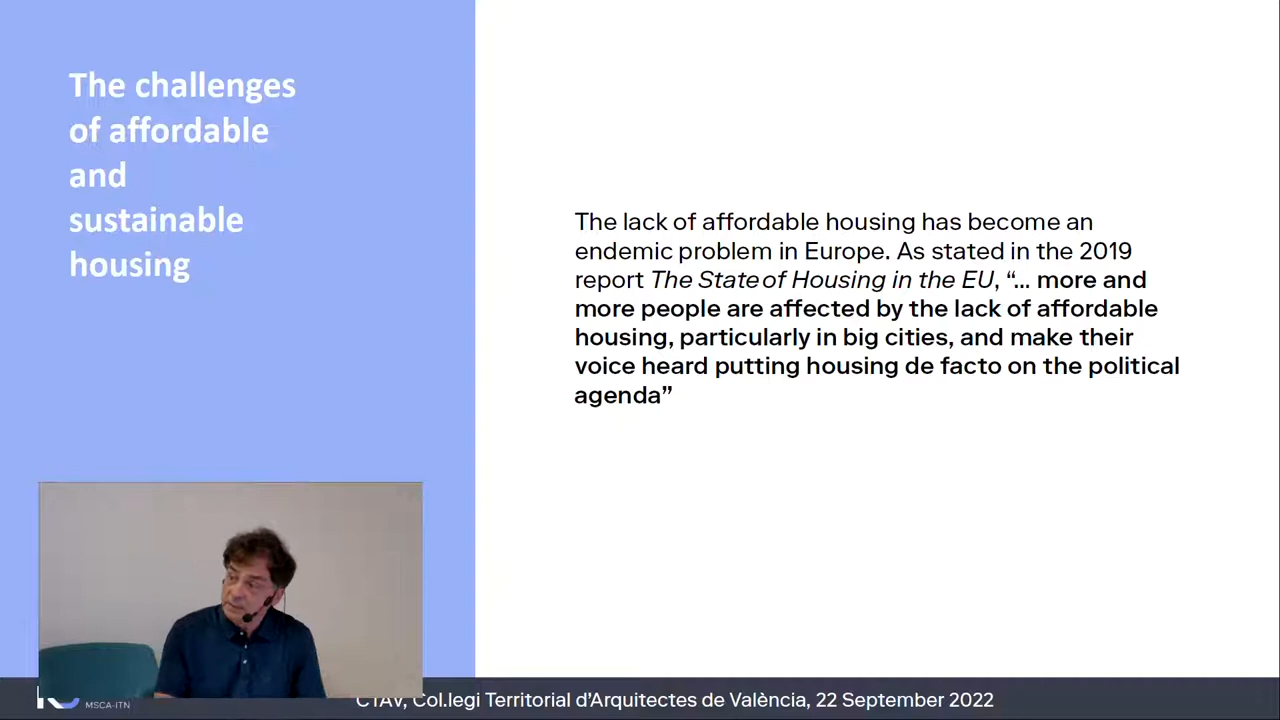 The challenges
of affordable
and
sustainable
housing
The lack of affordable housing has become an
endemic problem in Europe. As stated in the 2019
report The State of Housing in the EU, “... more and
more people are affected by the lack of affordable
housing, particularly in big cities, and make their
voice heard putting housing de facto on the political
agenda”
MSCA-ITN
CTAV, Col.legi Territorial d’Arquitectes de València, 22 September 2022